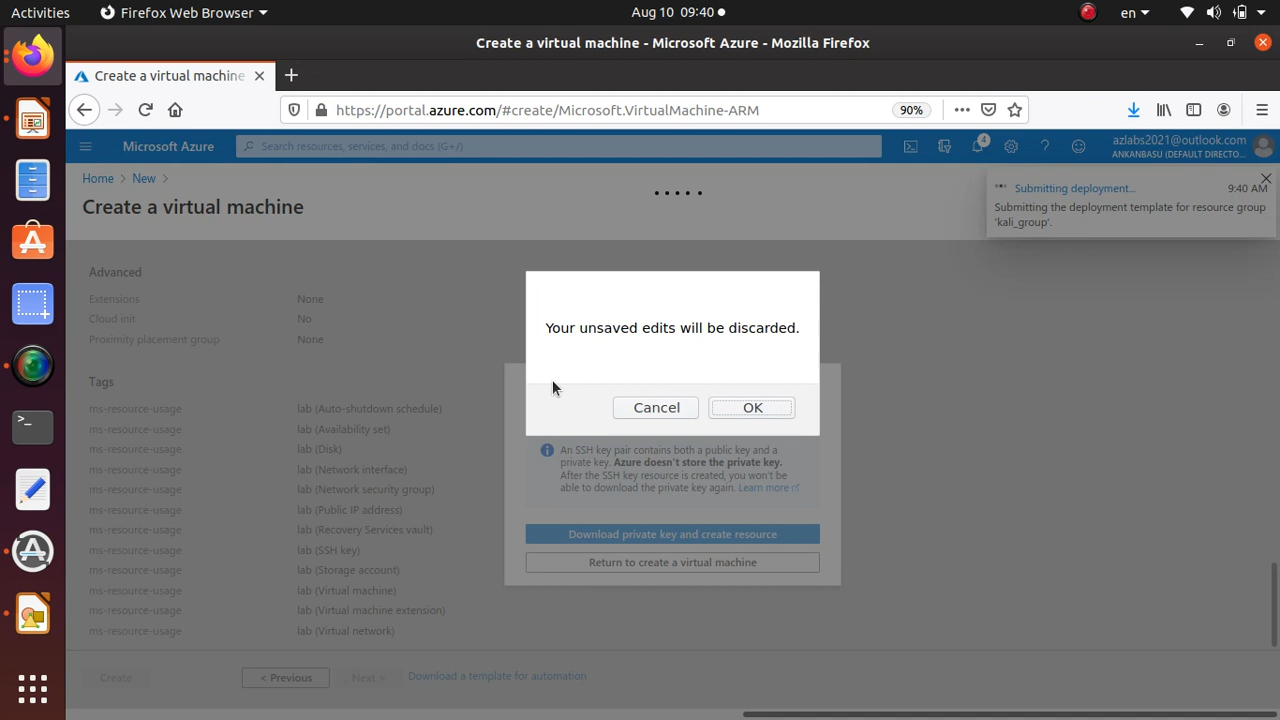 Activities
Firefox Web Browser
Aug 10 09:40
en
Create a virtual machine - Microsoft Azure - Mozilla Firefox
Create a virtual machine
https://portal.azure.com/#create/Microsoft.VirtualMachine-ARM
90%
Microsoft Azure
Search resources, services, and docs (G+/)
4
azlabs2021@outlook.com
ANKANBASU (DEFAULT DIRECTO...
Home > New >
Create a virtual machine
Submitting deployment...
9:40 AM
Submitting the deployment template for resource group
'kali_group'.
Advanced
Extensions None
Cloud init No
Proximity placement group None
Tags
ms-resource-usage lab (Auto-shutdown schedule)
ms-resource-usage lab (Availability set)
ms-resource-usage lab (Disk)
ms-resource-usage lab (Network interface)
ms-resource-usage lab (Network security group)
ms-resource-usage lab (Public IP address)
ms-resource-usage lab (Recovery Services vault)
ms-resource-usage lab (SSH key)
ms-resource-usage lab (Storage account)
ms-resource-usage lab (Virtual machine)
ms-resource-usage lab (Virtual machine extension)
ms-resource-usage lab (Virtual network)
Your unsaved edits will be discarded.
Cancel
OK
An SSH key pair contains both a public key and a
private key. Azure doesn't store the private key.
After the SSH key resource is created, you won't be
able to download the private key again. Learn more
Download private key and create resource
Return to create a virtual machine
Create
< Previous
Next >
Download a template for automation